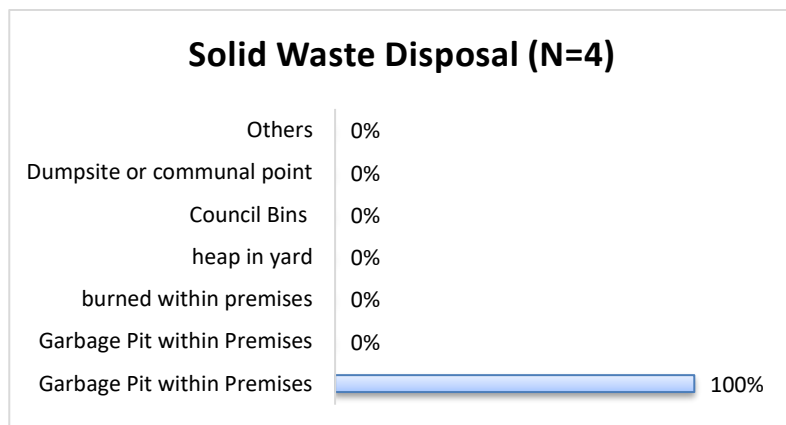 Solid Waste Disposal (N=4)
Others 0%
Dumpsite or communal point 0%
Council Bins 0%
heap in yard 0%
burned within premises 0%
Garbage Pit within Premises 0%
Garbage Pit within Premises 100%